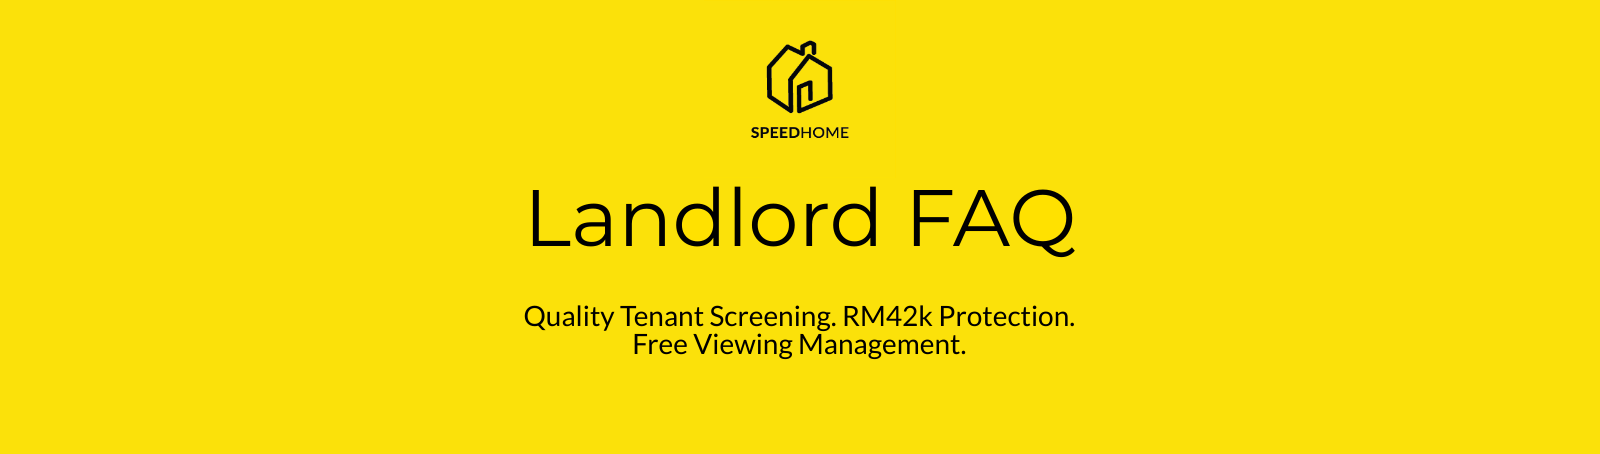 SPEEDHOME
Landlord FAQ
Quality Tenant Screening. RM42k Protection.
Free Viewing Management.